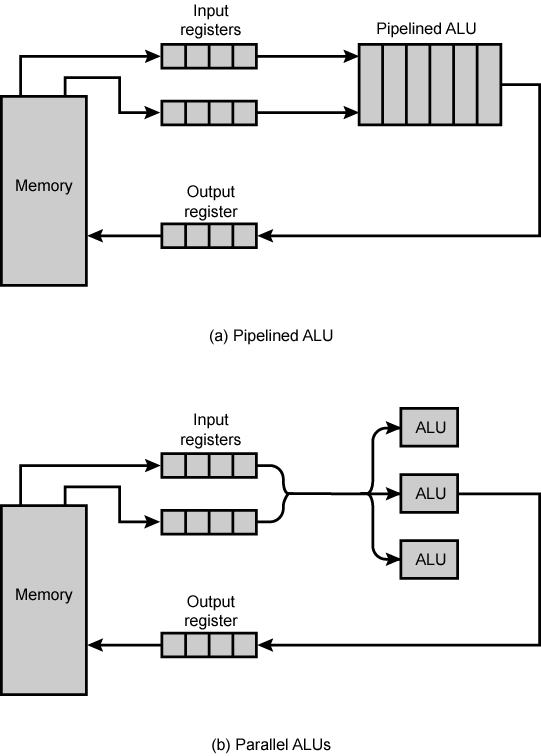 Input
registers
Pipelined ALU
Memory
Output
register
(a) Pipelined ALU
Input
registers
ALU
ALU
ALU
Memory
Output
register
(b) Parallel ALUs